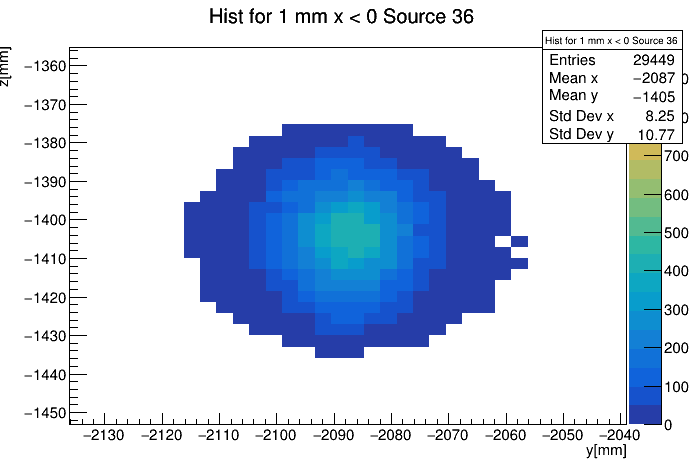 Hist for 1 mm x < 0 Source 36
Hist for 1 mm x < 0 Source 36
Entries 29449
Mean x −2087
Mean y −1405
Std Dev x 8.25
Std Dev y 10.77
z[mm]
−1360
−1370
−1380
−1390
−1400
−1410
−1420
−1430
−1440
−1450
−2130 −2120 −2110 −2100 −2090 −2080 −2070 −2060 −2050 −2040
y[mm]
700
600
500
400
300
200
100
0